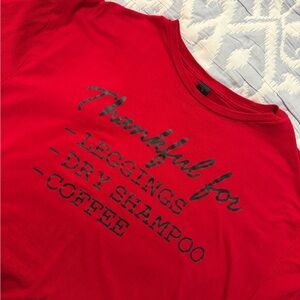 Thankful for
- LEGGINGS
- DRY SHAMPOO
- COFFEE